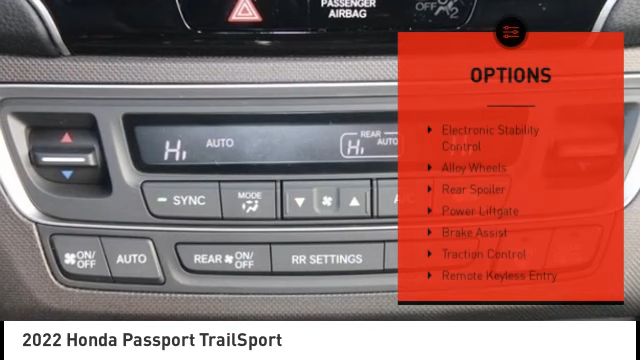 PASSENGER
AIRBAG
OFF
2
OPTIONS
Electronic Stability
Control
Alloy Wheels
Rear Spoiler
Power Liftgate
Brake Assist
Traction Control
Remote Keyless Entry
Hi
AUTO
REAR
Hi
AUTO
SYNC
MODE
ON/
OFF
AUTO
REAR
ON/
OFF
RR SETTINGS
2022 Honda Passport TrailSport